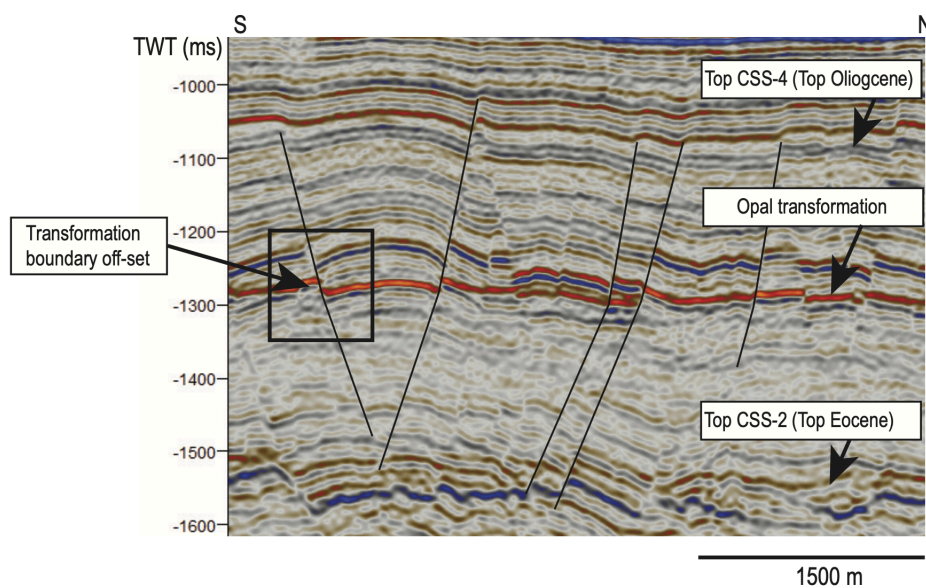 S
N
TWT (ms)
-1000
Top CSS-4 (Top Oliogcene)
-1100
Opal transformation
-1200
Transformation
boundary off-set
-1300
-1400
Top CSS-2 (Top Eocene)
-1500
-1600
1500 m